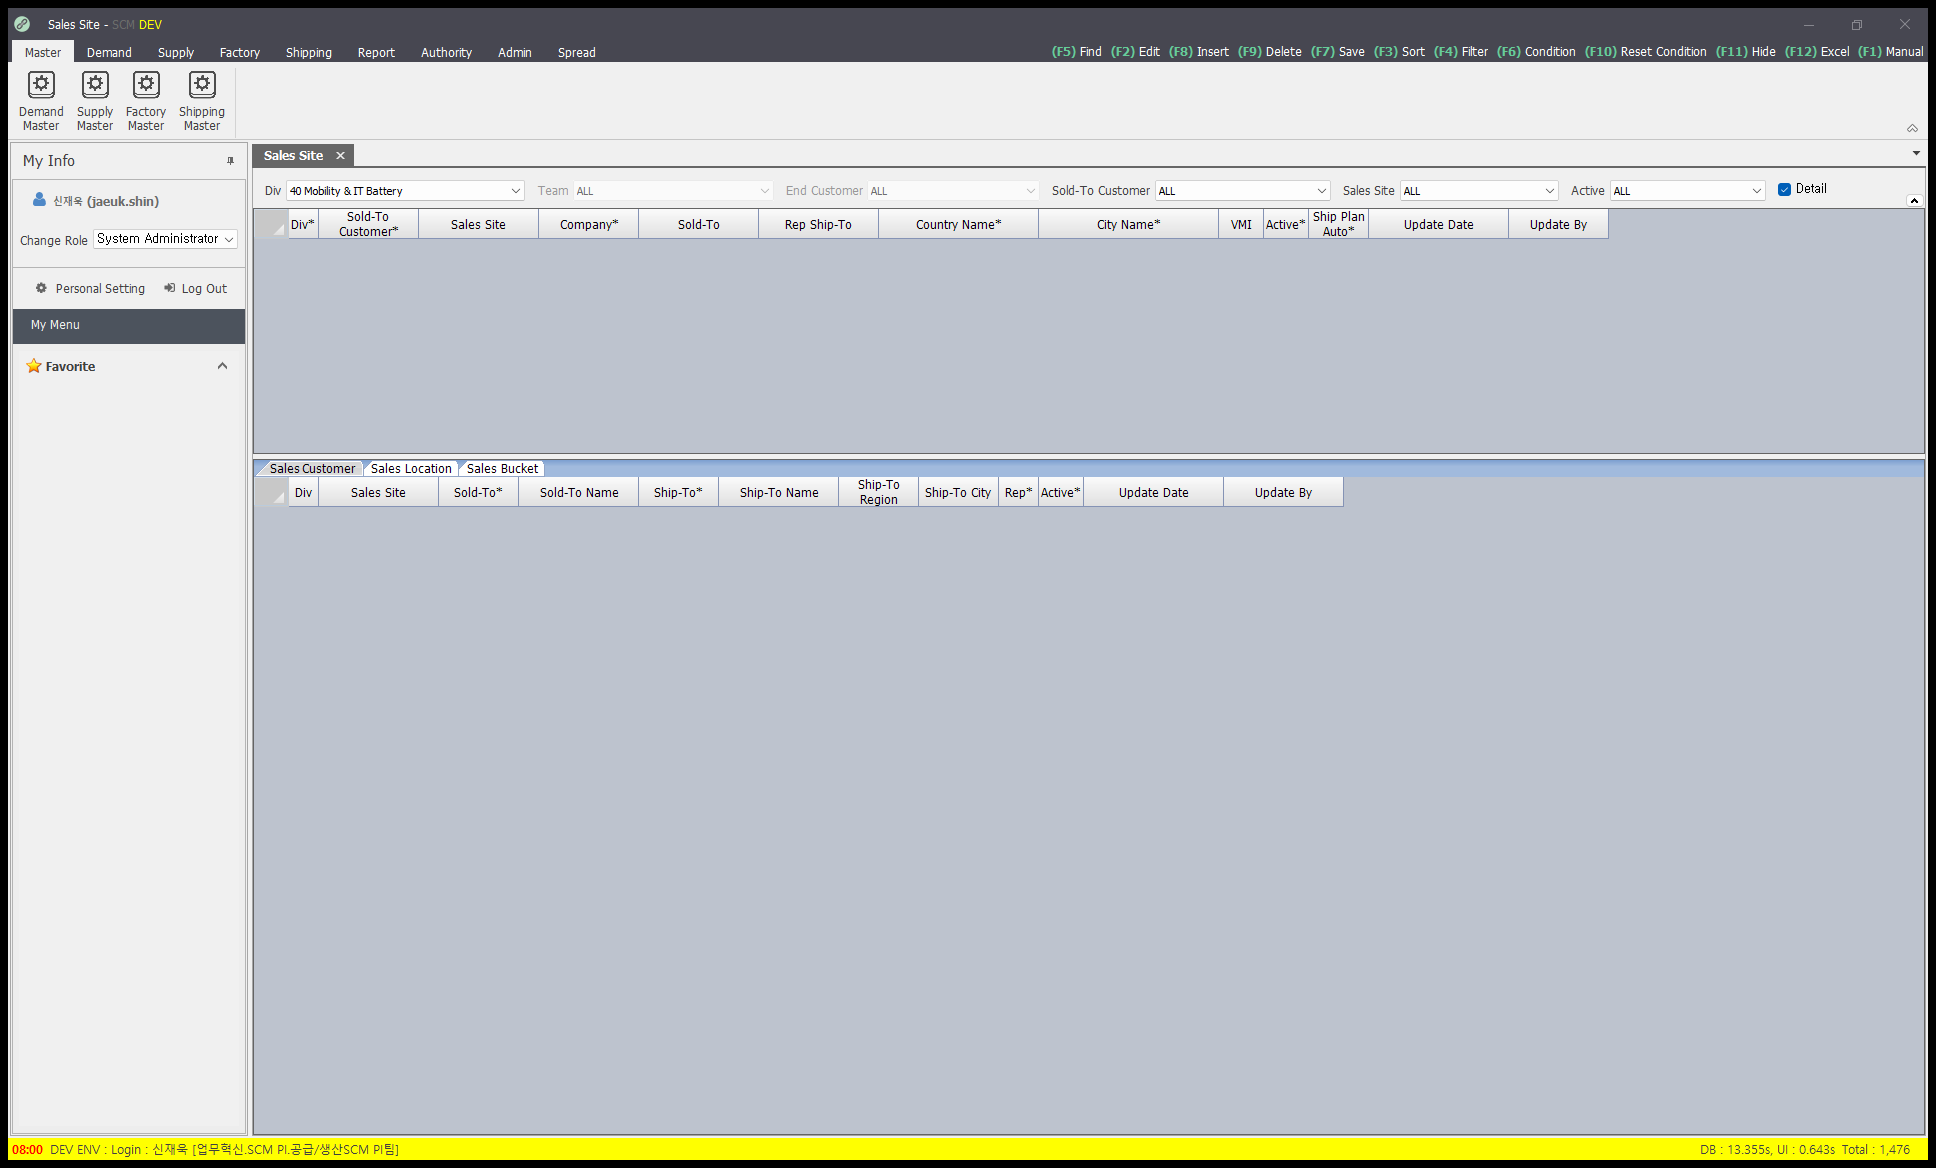 Sales Site - SCM DEV
Master Demand Supply Factory Shipping Report Authority Admin Spread
(F5) Find (F2) Edit (F8) Insert (F9) Delete (F7) Save (F3) Sort (F4) Filter (F6) Condition (F10) Reset Condition (F11) Hide (F12) Excel (F1) Manual
Demand Master
Supply Master
Factory Master
Shipping Master
My Info
신재욱 (jaeuk.shin)
Change Role System Administrator
Personal Setting Log Out
My Menu
Favorite
Sales Site
Div 40 Mobility & IT Battery Team ALL End Customer ALL Sold-To Customer ALL Sales Site ALL Active ALL Detail
Div* Sold-To Customer* Sales Site Company* Sold-To Rep Ship-To Country Name* City Name* VMI Active* Ship Plan Auto* Update Date Update By
Sales Customer Sales Location Sales Bucket
Div Sales Site Sold-To* Sold-To Name Ship-To* Ship-To Name Ship-To Region Ship-To City Rep* Active* Update Date Update By
08:00 DEV ENV : Login : 신재욱 [업무혁신.SCM PI.공급/생산SCM PI팀]
DB : 13.355s, UI : 0.643s Total : 1,476